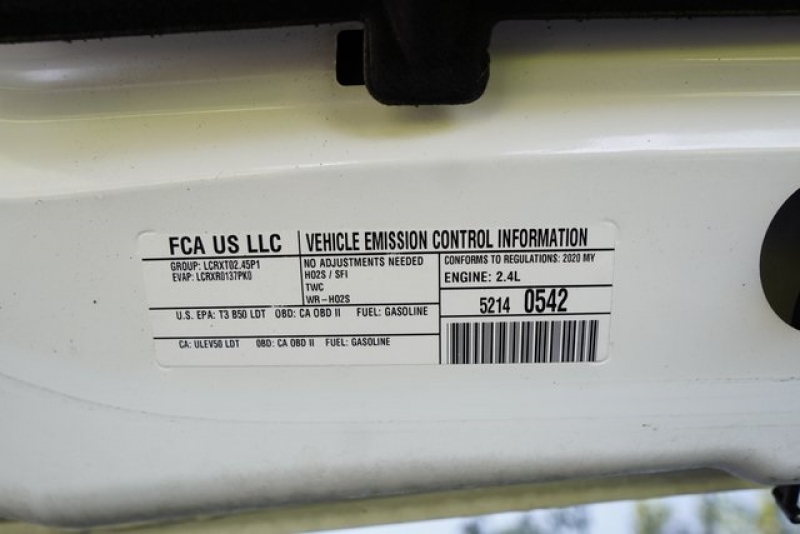 FCA US LLC
VEHICLE EMISSION CONTROL INFORMATION
GROUP: LCRXT02.45P1
EVAP: LCRXR0137PK0
NO ADJUSTMENTS NEEDED
HO2S / SFI
TWC
WR-HO2S
CONFORMS TO REGULATIONS: 2020 MY
ENGINE: 2.4L
U.S. EPA: T3 B50 LDT OBD: CA OBD II FUEL: GASOLINE
5214 0542
CA: ULEV50 LDT OBD: CA OBD II FUEL: GASOLINE